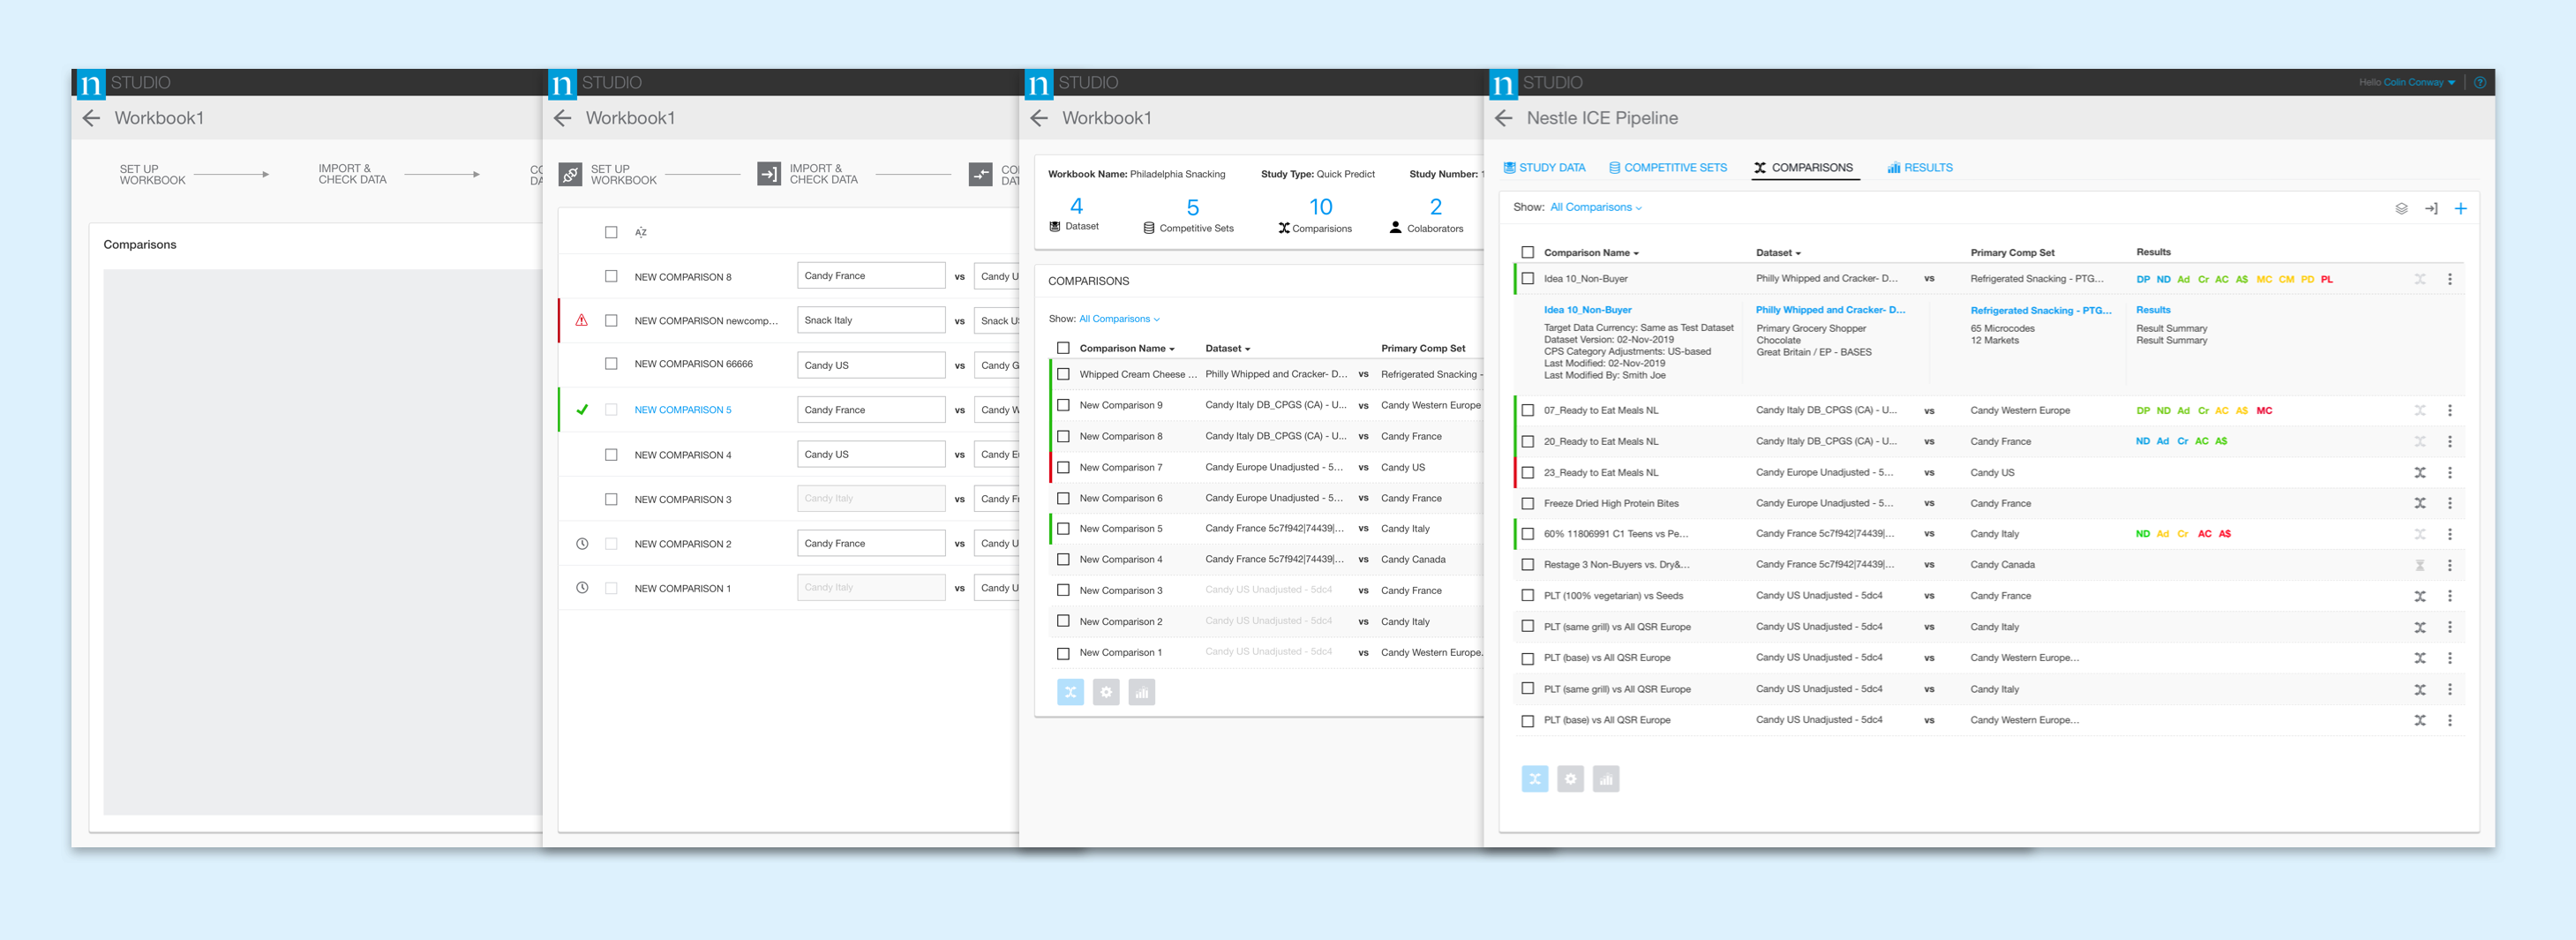 n STUDIO
Workbook1
SET UP
WORKBOOK
IMPORT &
CHECK DATA
Comparisons
n STUDIO
Workbook1
SET UP
WORKBOOK
IMPORT &
CHECK DATA
AZ
NEW COMPARISON 8 Candy France vs Candy U
NEW COMPARISON newcomp... Snack Italy vs Snack U
NEW COMPARISON 66666 Candy US vs Candy G
NEW COMPARISON 5 Candy France vs Candy W
NEW COMPARISON 4 Candy US vs Candy E
NEW COMPARISON 3 Candy Italy vs Candy F
NEW COMPARISON 2 Candy France vs Candy U
NEW COMPARISON 1 Candy Italy vs Candy U
n STUDIO
Workbook1
Workbook Name: Philadelphia Snacking Study Type: Quick Predict Study Number: 1
4 5 10 2
Dataset Competitive Sets Comparisions Colaborators
COMPARISONS
Show: All Comparisons
Comparison Name Dataset Primary Comp Set
Whipped Cream Cheese ... Philly Whipped and Cracker- D... vs Refrigerated Snacking -
New Comparison 9 Candy Italy DB_CPGS (CA) - U... vs Candy Western Europe
New Comparison 8 Candy Italy DB_CPGS (CA) - U... vs Candy France
New Comparison 7 Candy Europe Unadjusted - 5... vs Candy US
New Comparison 6 Candy Europe Unadjusted - 5... vs Candy France
New Comparison 5 Candy France 5c7f942|74439|... vs Candy Italy
New Comparison 4 Candy France 5c7f942|74439|... vs Candy Canada
New Comparison 3 Candy US Unadjusted - 5dc4 vs Candy France
New Comparison 2 Candy US Unadjusted - 5dc4 vs Candy Italy
New Comparison 1 Candy US Unadjusted - 5dc4 vs Candy Western Europe.
n STUDIO
Hello Colin Conway ?
Nestle ICE Pipeline
STUDY DATA COMPETITIVE SETS COMPARISONS RESULTS
Show: All Comparisons
Comparison Name Dataset Primary Comp Set Results
Idea 10_Non-Buyer Philly Whipped and Cracker- D... vs Refrigerated Snacking - PTG... DP ND Ad Cr AC A$ MC CM PD PL
Idea 10_Non-Buyer Philly Whipped and Cracker- D... Refrigerated Snacking - PTG... Results
Target Data Currency: Same as Test Dataset Primary Grocery Shopper 65 Microcodes Result Summary
Dataset Version: 02-Nov-2019 Chocolate 12 Markets Result Summary
CPS Category Adjustments: US-based Great Britain / EP - BASES
Last Modified: 02-Nov-2019
Last Modified By: Smith Joe
07_Ready to Eat Meals NL Candy Italy DB_CPGS (CA) - U... vs Candy Western Europe DP ND Ad Cr AC A$ MC
20_Ready to Eat Meals NL Candy Italy DB_CPGS (CA) - U... vs Candy France ND Ad Cr AC A$
23_Ready to Eat Meals NL Candy Europe Unadjusted - 5... vs Candy US
Freeze Dried High Protein Bites Candy Europe Unadjusted - 5... vs Candy France
60% 11806991 C1 Teens vs Pe... Candy France 5c7f942|74439|... vs Candy Italy ND Ad Cr AC A$
Restage 3 Non-Buyers vs. Dry&... Candy France 5c7f942|74439|... vs Candy Canada
PLT (100% vegetarian) vs Seeds Candy US Unadjusted - 5dc4 vs Candy France
PLT (same grill) vs All QSR Europe Candy US Unadjusted - 5dc4 vs Candy Italy
PLT (base) vs All QSR Europe Candy US Unadjusted - 5dc4 vs Candy Western Europe...
PLT (same grill) vs All QSR Europe Candy US Unadjusted - 5dc4 vs Candy Italy
PLT (base) vs All QSR Europe Candy US Unadjusted - 5dc4 vs Candy Western Europe...